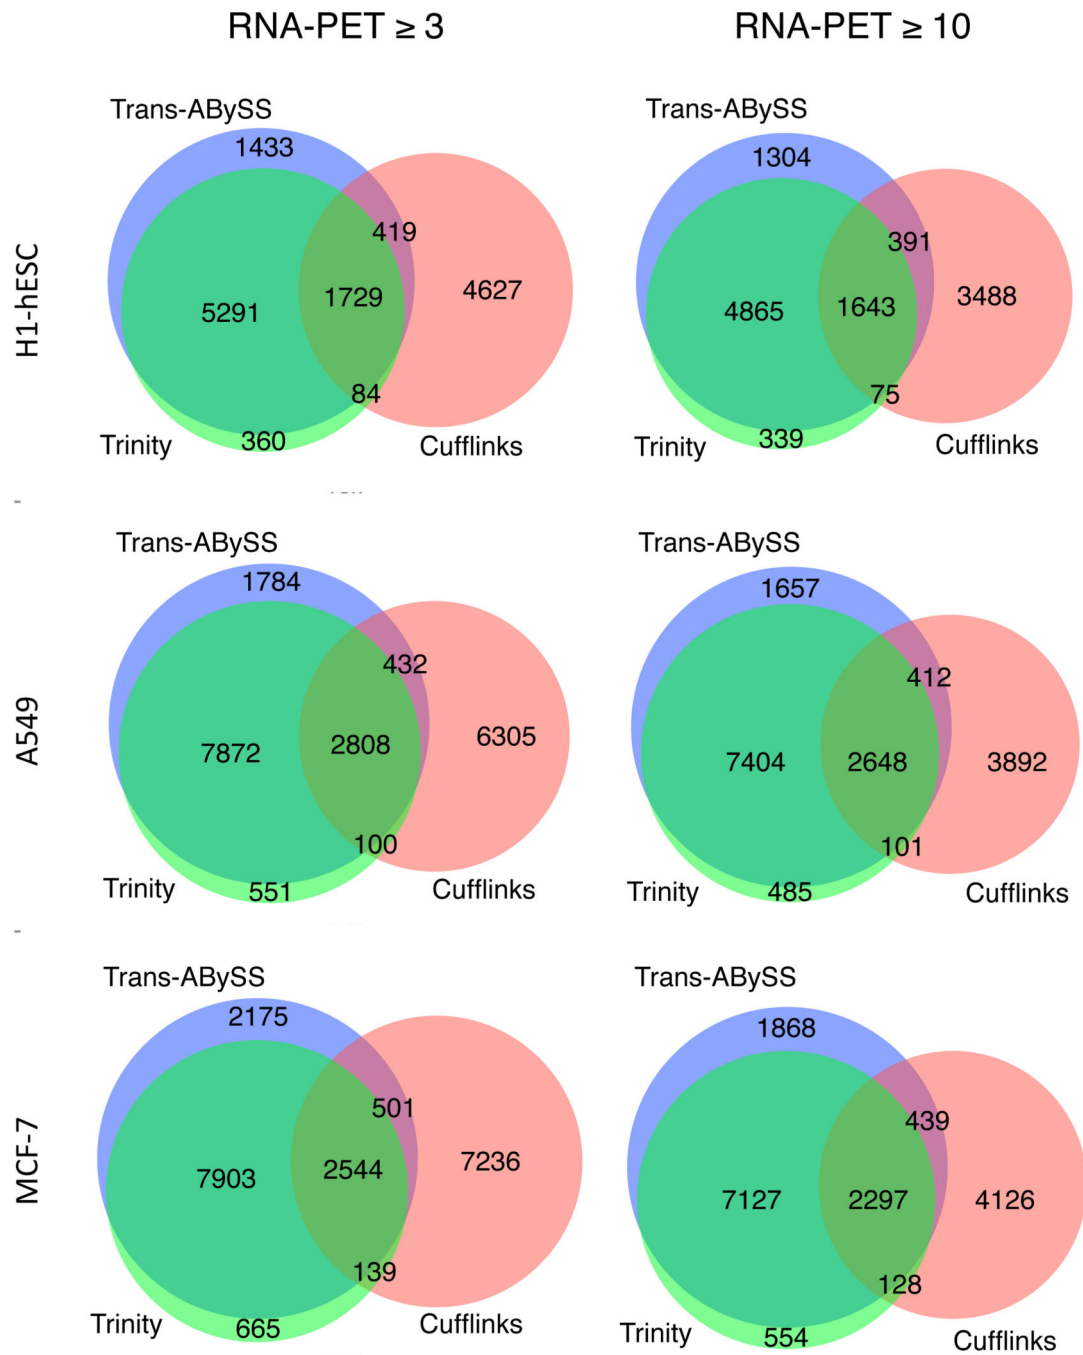 RNA-PET ≥ 3
RNA-PET ≥ 10
H1-hESC
Trans-ABySS
1433
419
5291
1729
4627
84
Trinity
360
Cufflinks
Trans-ABySS
1304
391
4865
1643
3488
75
Trinity
339
Cufflinks
A549
Trans-ABySS
1784
432
7872
2808
6305
100
Trinity
551
Cufflinks
Trans-ABySS
1657
412
7404
2648
3892
101
Trinity
485
Cufflinks
MCF-7
Trans-ABySS
2175
501
7903
2544
7236
139
Trinity
665
Cufflinks
Trans-ABySS
1868
439
7127
2297
4126
128
Trinity
554
Cufflinks